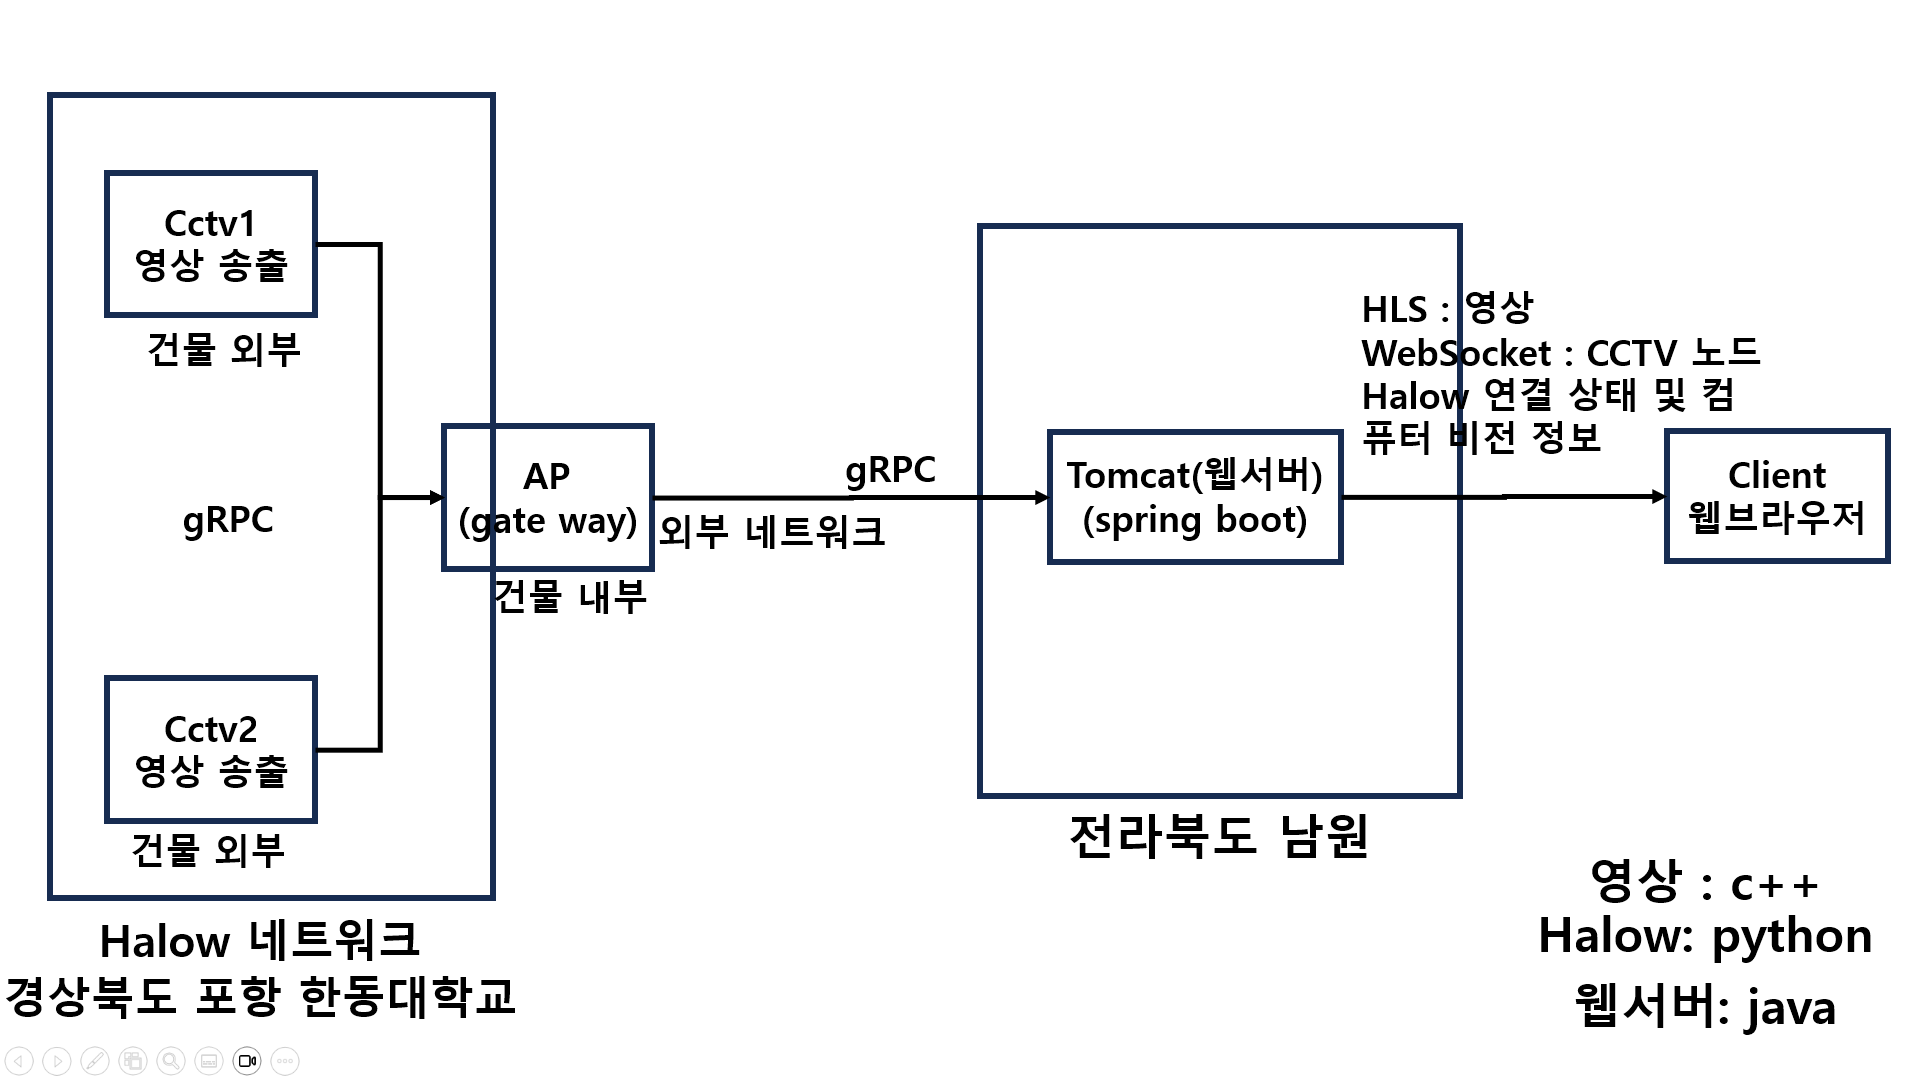 Cctv1
영상 송출
건물 외부
gRPC
Cctv2
영상 송출
건물 외부
Halow 네트워크
경상북도 포항 한동대학교
AP
(gate way)
건물 내부
gRPC
외부 네트워크
Tomcat(웹서버)
(spring boot)
전라북도 남원
HLS : 영상
WebSocket : CCTV 노드
Halow 연결 상태 및 컴
퓨터 비전 정보
Client
웹브라우저
영상 : c++
Halow: python
웹서버: java